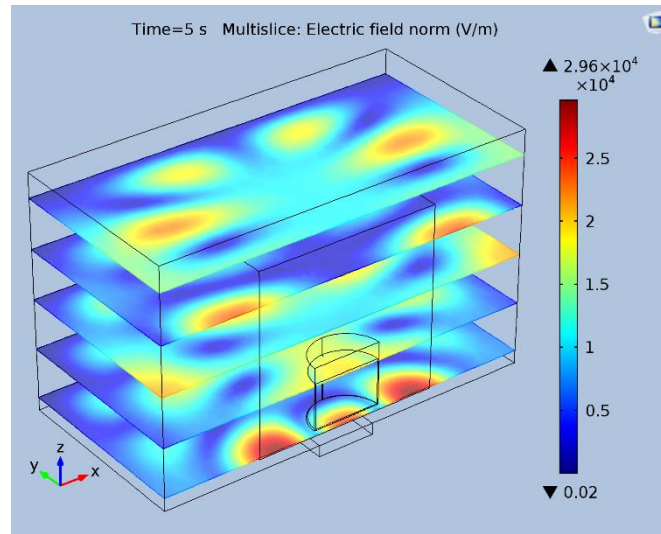 Time=5 s Multislice: Electric field norm (V/m)
▲ 2.96×10⁴
×10⁴
2.5
2
1.5
1
0.5
▼ 0.02
z
y
x